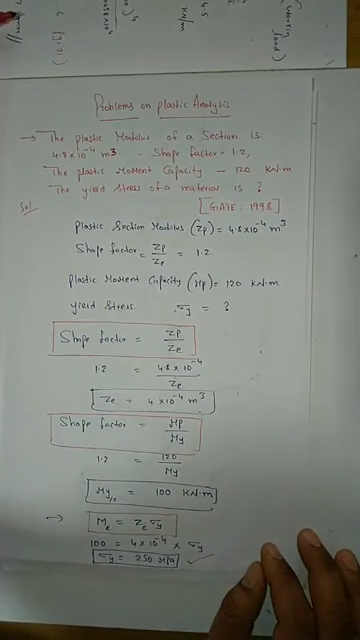 Working
load)
4.5
KN/m
Problems on plastic Analysis
→ The plastic Modulus of a Section is
4.8×10⁻⁴ m3 - Shape factor - 1.2,
The plastic Moment Capacity - 120 KN.m
The yield stress of a material is ?
[GATE: 1998]
Sol
plastic Section Modulus (Zp) = 4.8×10⁻⁴ m³
Shape factor = Zp/Ze = 1.2
plastic Moment Capacity (Mp) = 120 KN.m
yield Stress σy = ?
Shape factor = Zp/Ze
1.2 = 4.8 × 10⁻⁴/Ze
Ze = 4×10⁻⁴ m³
Shape factor = Mp/My
1.2 = 120/My
My/e = 100 KN.m
→ Me = Ze σy
100 = 4×10⁻⁴ × σy
σy = 250 MPa